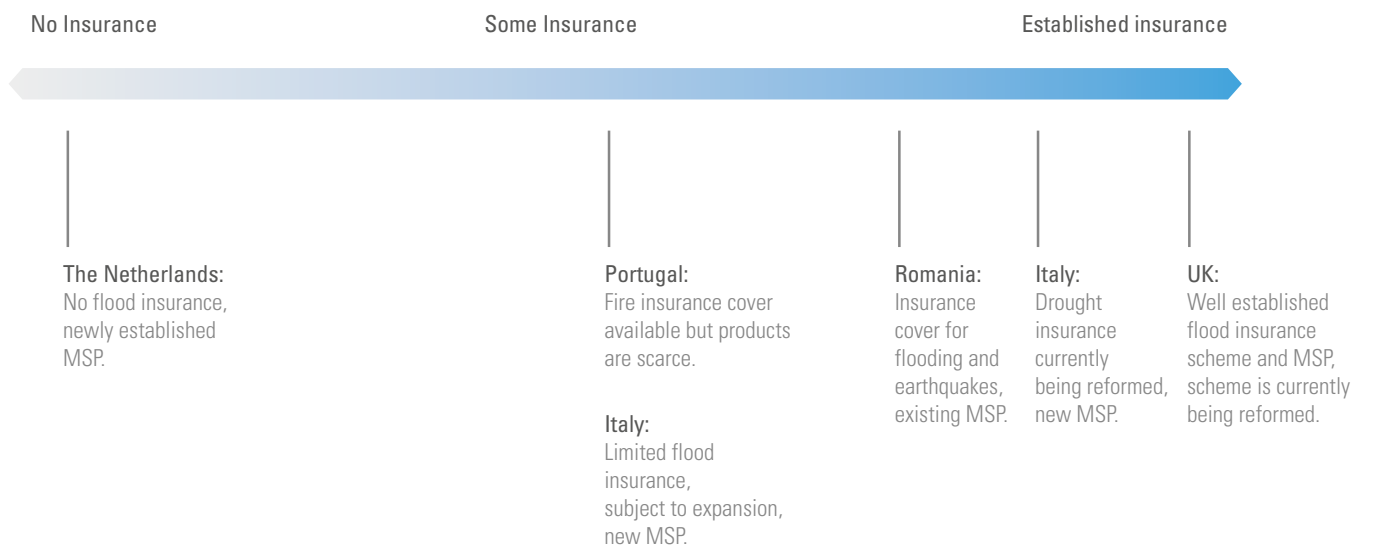 No Insurance
Some Insurance
Established insurance
The Netherlands:
No flood insurance,
newly established
MSP.
Portugal:
Fire insurance cover
available but products
are scarce.
Italy:
Limited flood
insurance,
subject to expansion,
new MSP.
Romania:
Insurance
cover for
flooding and
earthquakes,
existing MSP.
Italy:
Drought
insurance
currently
being reformed,
new MSP.
UK:
Well established
flood insurance
scheme and MSP,
scheme is currently
being reformed.